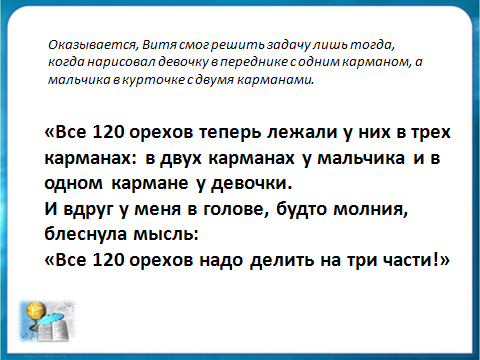 Оказывается, Витя смог решить задачу лишь тогда,
когда нарисовал девочку в переднике с одним карманом, а
мальчика в курточке с двумя карманами.
«Все 120 орехов теперь лежали у них в трех
карманах: в двух карманах у мальчика и в
одном кармане у девочки.
И вдруг у меня в голове, будто молния,
блеснула мысль:
«Все 120 орехов надо делить на три части!»